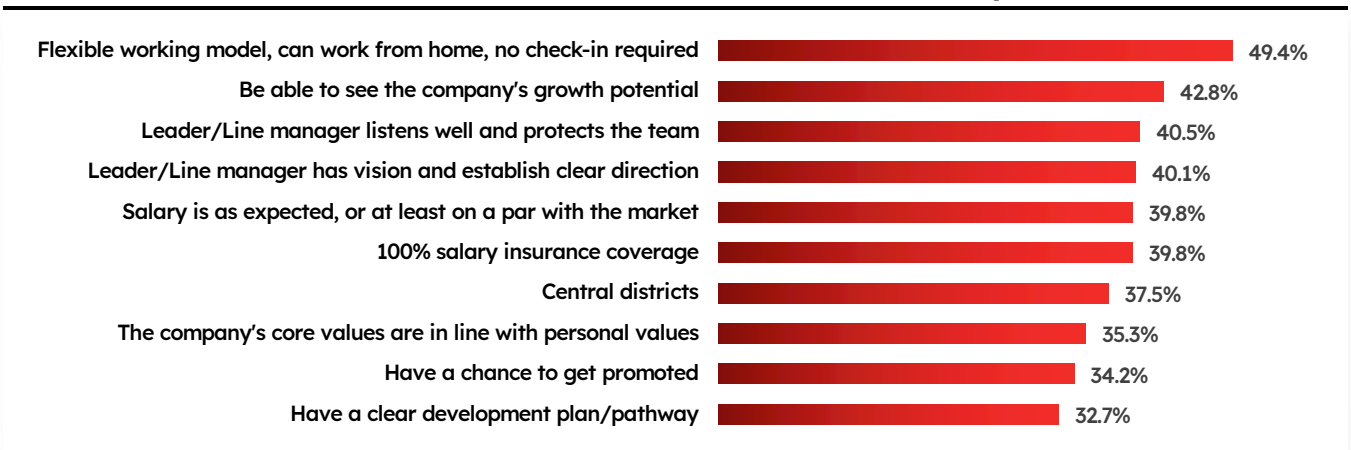 Flexible working model, can work from home, no check-in required 49.4%
Be able to see the company's growth potential 42.8%
Leader/Line manager listens well and protects the team 40.5%
Leader/Line manager has vision and establish clear direction 40.1%
Salary is as expected, or at least on a par with the market 39.8%
100% salary insurance coverage 39.8%
Central districts 37.5%
The company's core values are in line with personal values 35.3%
Have a chance to get promoted 34.2%
Have a clear development plan/pathway 32.7%